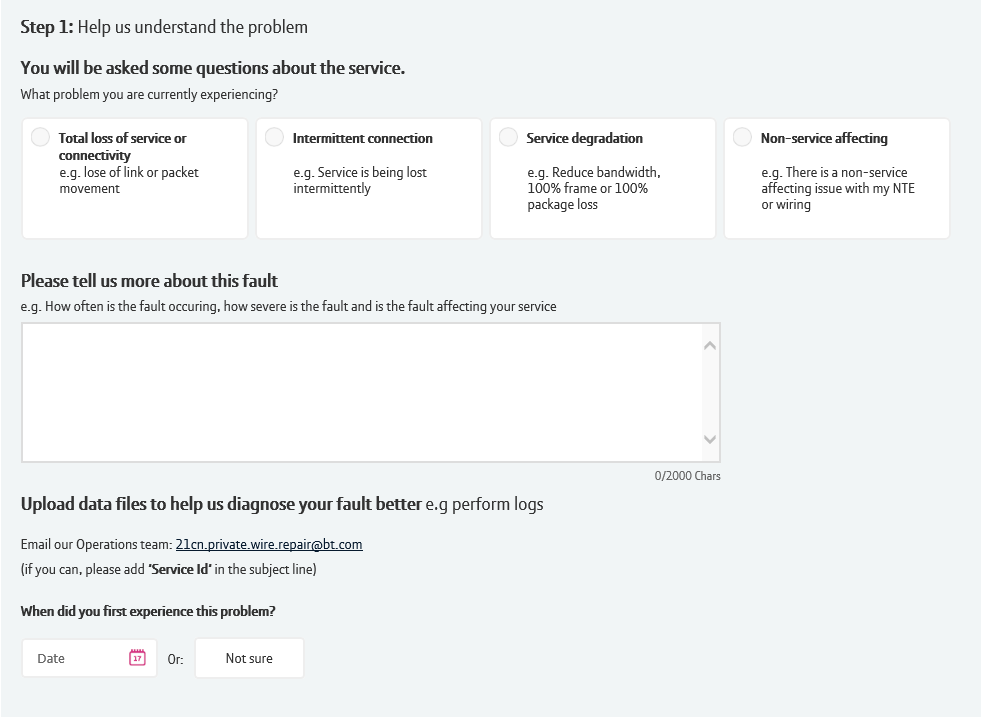 Step 1: Help us understand the problem
You will be asked some questions about the service.
What problem you are currently experiencing?
Total loss of service or
connectivity
e.g. lose of link or packet
movement
Intermittent connection
e.g. Service is being lost
intermittently
Service degradation
e.g. Reduce bandwidth,
100% frame or 100%
package loss
Non-service affecting
e.g. There is a non-service
affecting issue with my NTE
or wiring
Please tell us more about this fault
e.g. How often is the fault occuring, how severe is the fault and is the fault affecting your service
0/2000 Chars
Upload data files to help us diagnose your fault better e.g perform logs
Email our Operations team: 21cn.private.wire.repair@bt.com
(if you can, please add 'Service Id' in the subject line)
When did you first experience this problem?
Date 17 Or: Not sure